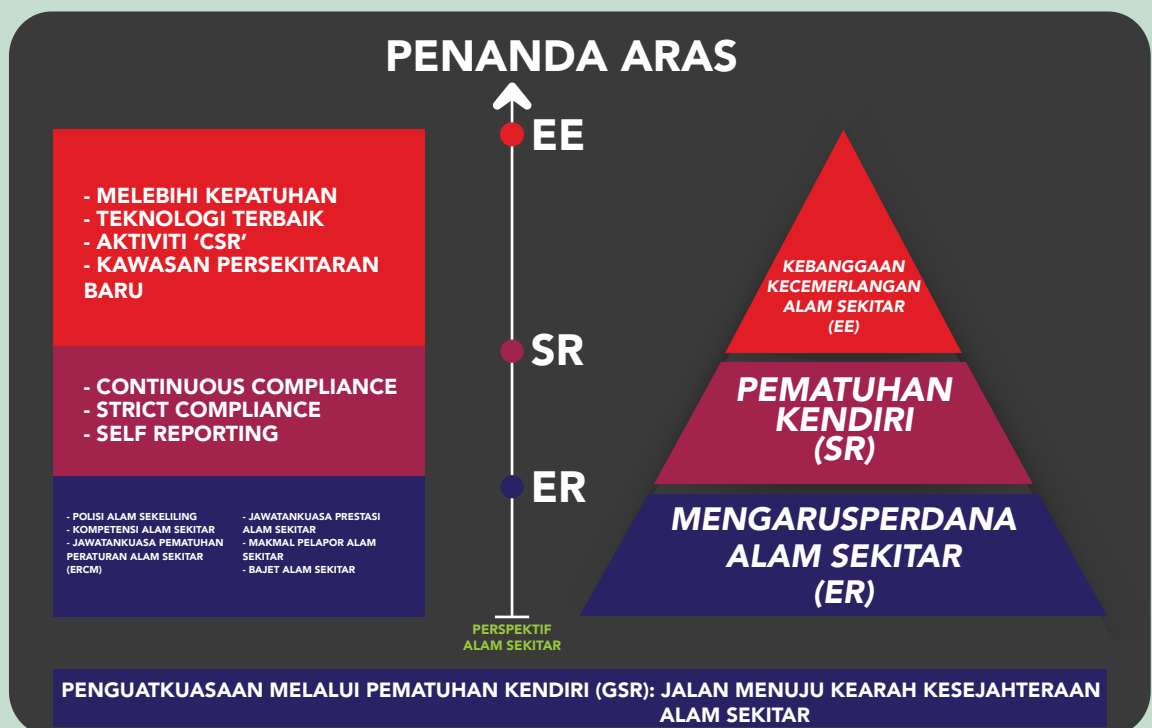 PENANDA ARAS
- MELEBIHI KEPATUHAN
- TEKNOLOGI TERBAIK
- AKTIVITI ‘CSR’
- KAWASAN PERSEKITARAN
BARU
- CONTINUOUS COMPLIANCE
- STRICT COMPLIANCE
- SELF REPORTING
- POLISI ALAM SEKELILING
- KOMPETENSI ALAM SEKITAR
- JAWATANKUASA PEMATUHAN
PERATURAN ALAM SEKITAR
(ERCM)
- JAWATANKUASA PRESTASI
ALAM SEKITAR
- MAKMAL PELAPOR ALAM
SEKITAR
- BAJET ALAM SEKITAR
EE
SR
ER
PERSPEKTIF
ALAM SEKITAR
KEBANGGAAN
KECEMERLANGAN
ALAM SEKITAR
(EE)
PEMATUHAN
KENDIRI
(SR)
MENGARUSPERDANA
ALAM SEKITAR
(ER)
PENGUATKUASAAN MELALUI PEMATUHAN KENDIRI (GSR): JALAN MENUJU KEARAH KESEJAHTERAAN
ALAM SEKITAR